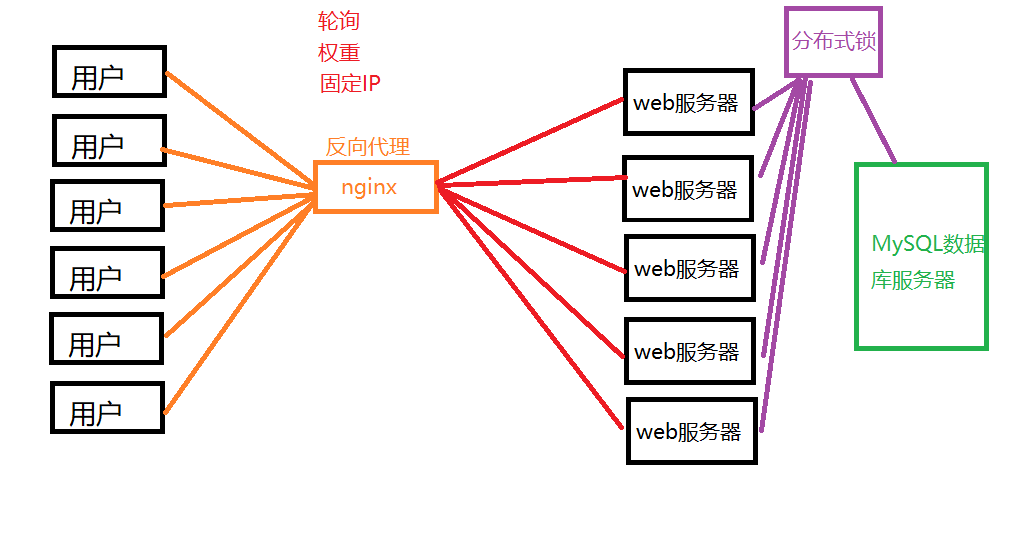 轮询
权重
固定IP
用户
用户
用户
用户
用户
用户
反向代理
nginx
web服务器
web服务器
web服务器
web服务器
web服务器
分布式锁
MySQL数据
库服务器